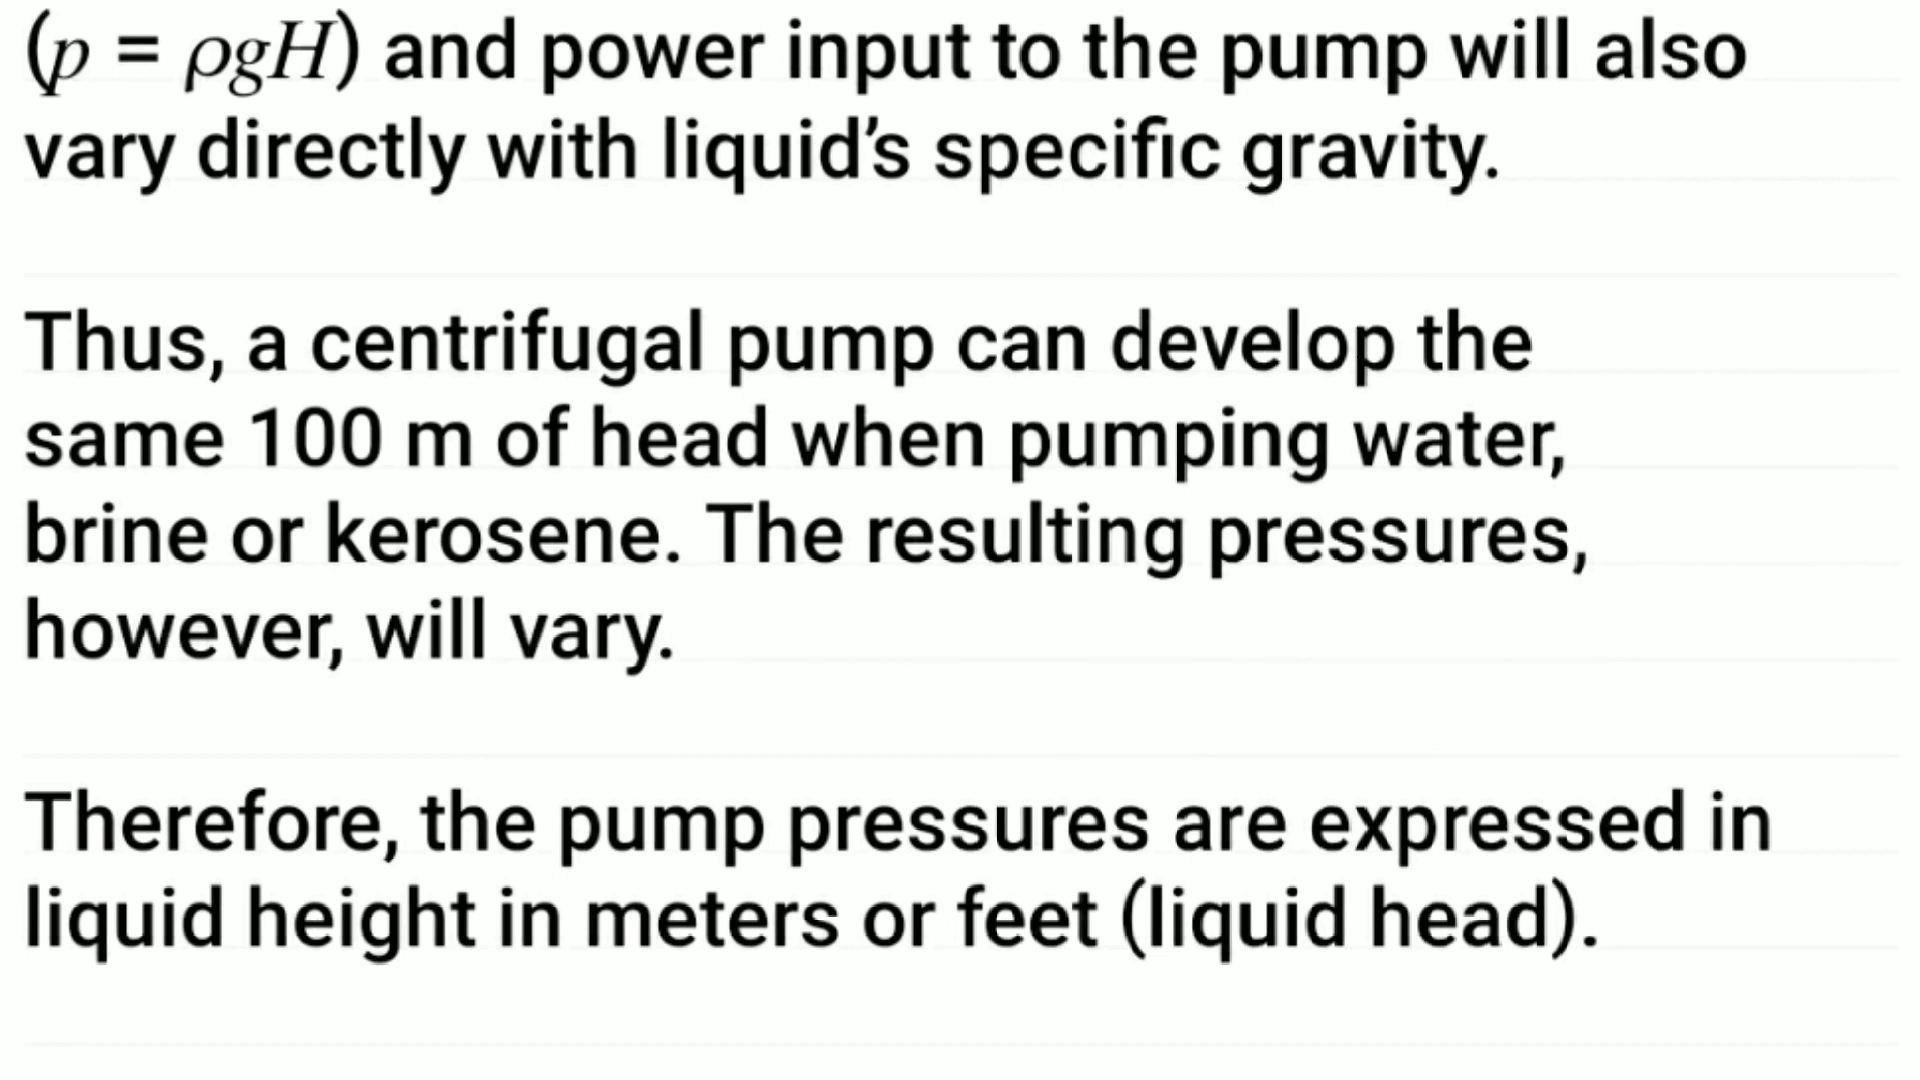 (p = ρgH) and power input to the pump will also
vary directly with liquid’s specific gravity.
Thus, a centrifugal pump can develop the
same 100 m of head when pumping water,
brine or kerosene. The resulting pressures,
however, will vary.
Therefore, the pump pressures are expressed in
liquid height in meters or feet (liquid head).